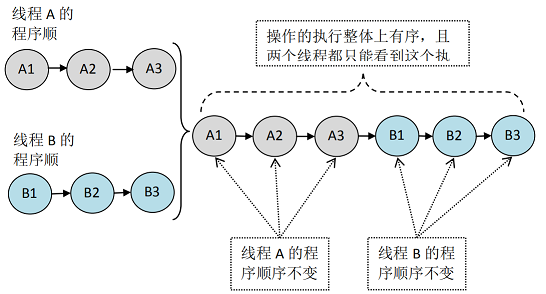 线程 A 的
程序顺
A1 A2 A3
线程 B 的
程序顺
B1 B2 B3
操作的执行整体上有序，且
两个线程都只能看到这个执
A1 A2 A3 B1 B2 B3
线程 A 的程
序顺序不变
线程 B 的程
序顺序不变